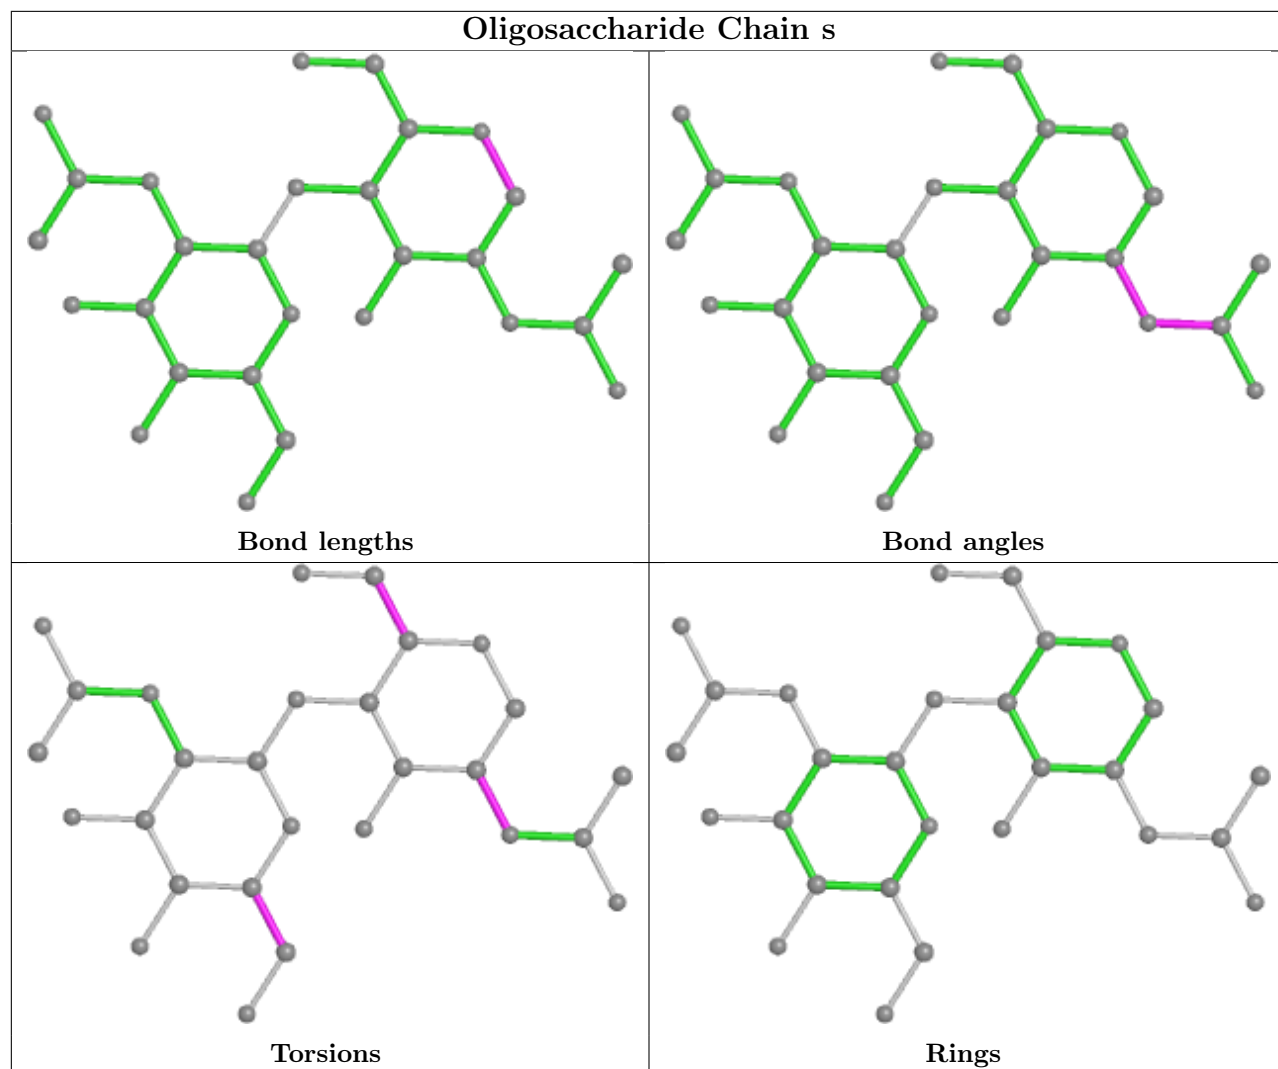 Oligosaccharide Chain s
Bond lengths
Bond angles
Torsions
Rings